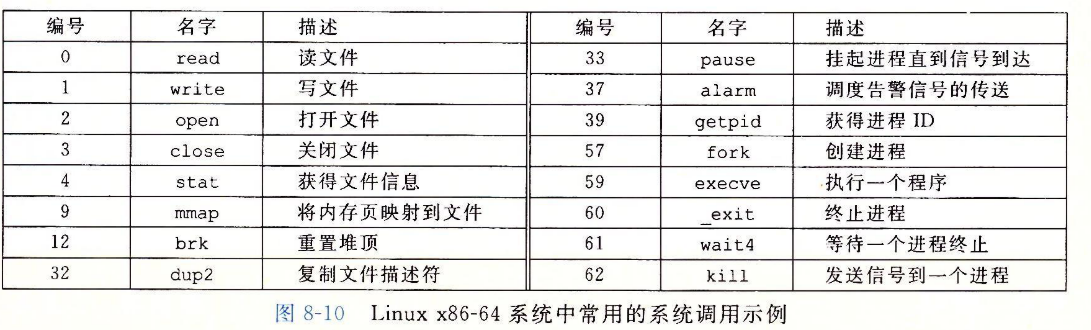 编号 名字 描述 编号 名字 描述
0 read 读文件 33 pause 挂起进程直到信号到达
1 write 写文件 37 alarm 调度告警信号的传送
2 open 打开文件 39 getpid 获得进程 ID
3 close 关闭文件 57 fork 创建进程
4 stat 获得文件信息 59 execve 执行一个程序
9 mmap 将内存页映射到文件 60 _exit 终止进程
12 brk 重置堆顶 61 wait4 等待一个进程终止
32 dup2 复制文件描述符 62 kill 发送信号到一个进程
图 8-10 Linux x86-64 系统中常用的系统调用示例